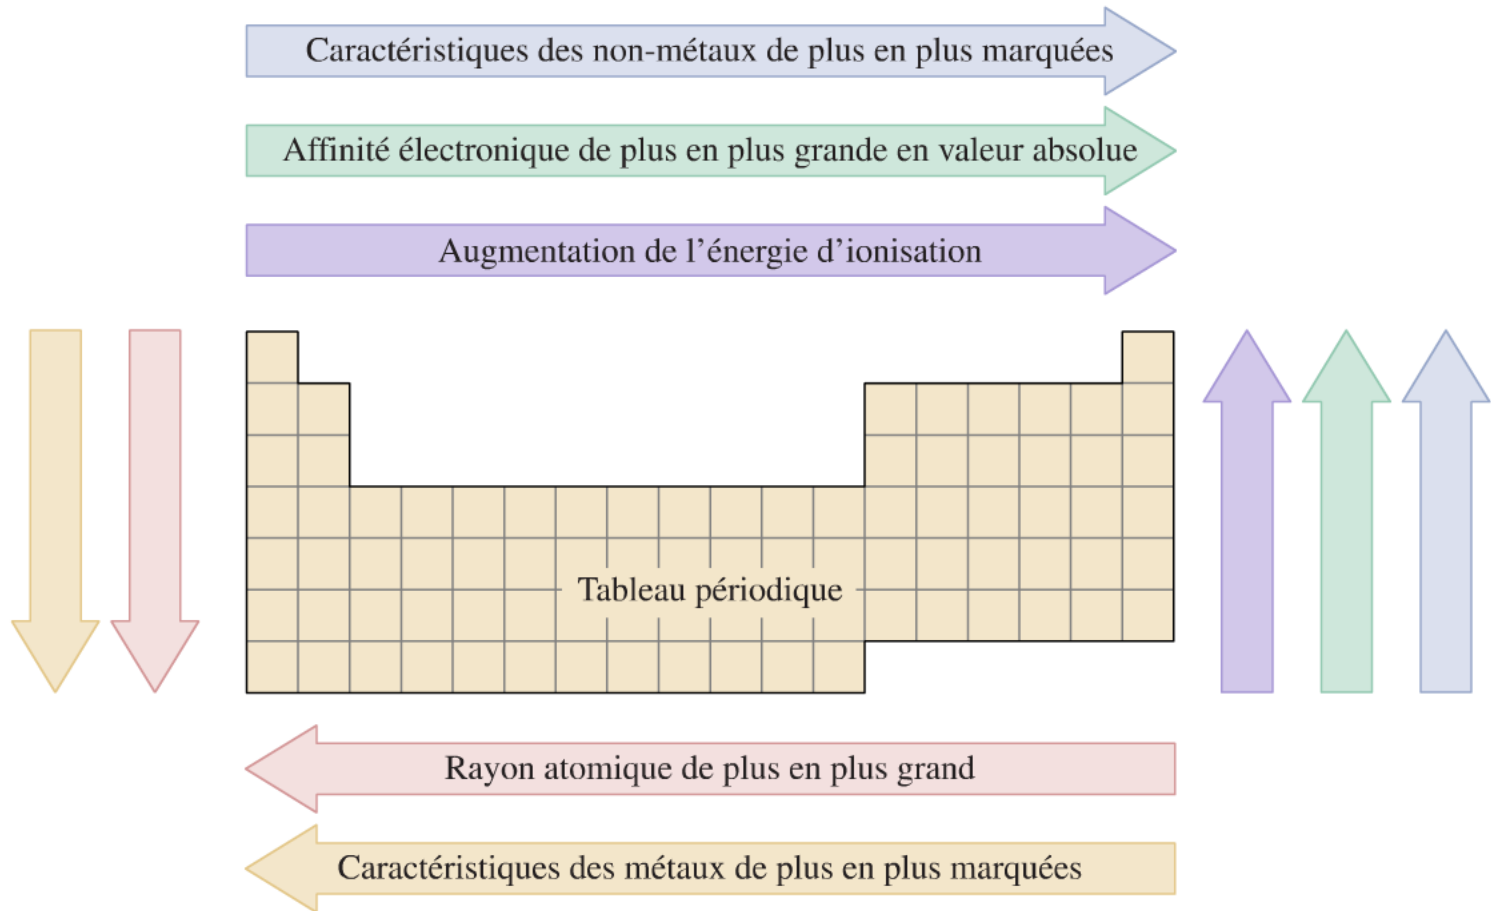 Caractéristiques des non-métaux de plus en plus marquées
Affinité électronique de plus en plus grande en valeur absolue
Augmentation de l’énergie d’ionisation
Tableau périodique
Rayon atomique de plus en plus grand
Caractéristiques des métaux de plus en plus marquées